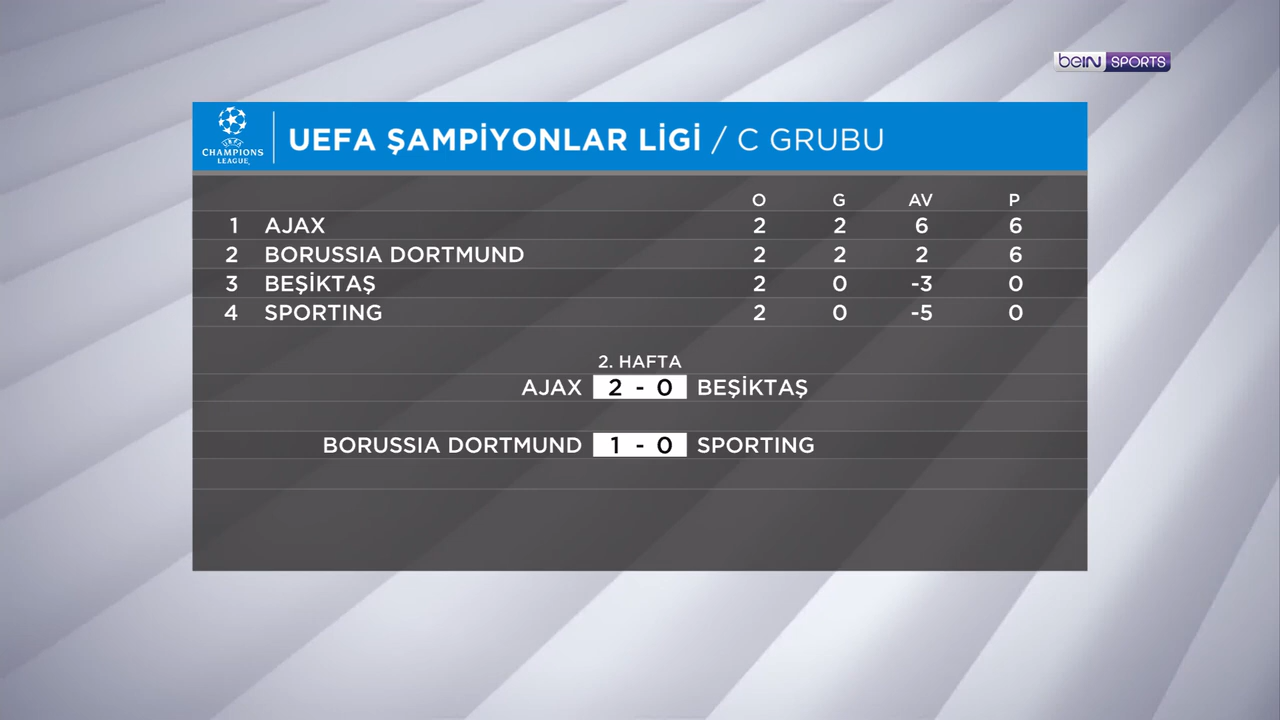 beIN SPORTS
UEFA CHAMPIONS LEAGUE
UEFA ŞAMPİYONLAR LİGİ / C GRUBU
O G AV P
1 AJAX 2 2 6 6
2 BORUSSIA DORTMUND 2 2 2 6
3 BEŞİKTAŞ 2 0 -3 0
4 SPORTING 2 0 -5 0
2. HAFTA
AJAX 2 - 0 BEŞİKTAŞ
BORUSSIA DORTMUND 1 - 0 SPORTING